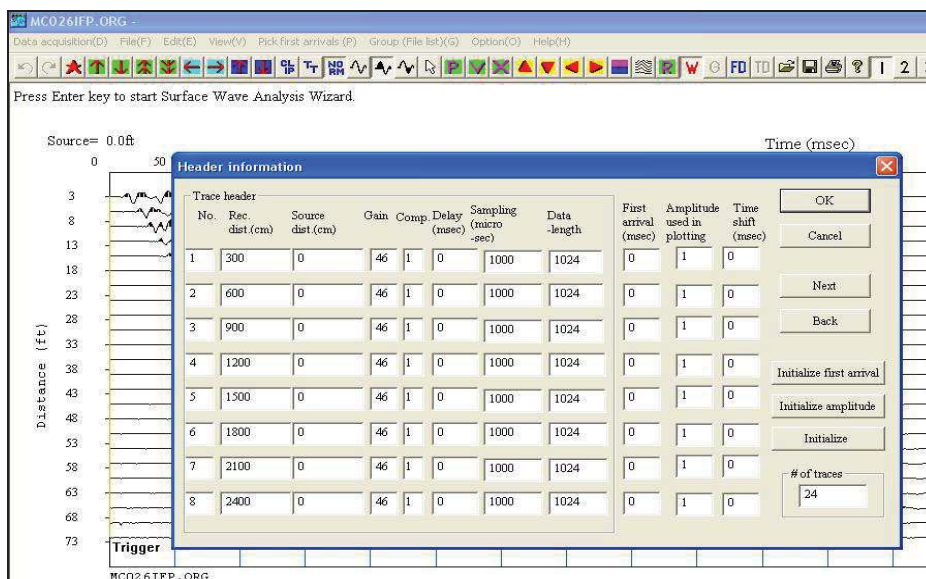 MC026IFP.ORG -
Data acquisition(D) File(F) Edit(E) View(V) Pick first arrivals (P) Group (File list)(G) Option(O) Help(H)
NO RM W G FD TD 1 2
Press Enter key to start Surface Wave Analysis Wizard.
Source= 0.0ft
Time (msec)
0 50
Distance (ft)
3
8
13
18
23
28
33
38
43
48
53
58
63
68
73
Trigger
MC026IFP.ORG
Header information
Trace header
No. Rec. dist.(cm) Source dist.(cm) Gain Comp. Delay (msec) Sampling (micro -sec) Data -length First arrival (msec) Amplitude used in plotting Time shift (msec)
1 300 0 46 1 0 1000 1024 0 1 0
2 600 0 46 1 0 1000 1024 0 1 0
3 900 0 46 1 0 1000 1024 0 1 0
4 1200 0 46 1 0 1000 1024 0 1 0
5 1500 0 46 1 0 1000 1024 0 1 0
6 1800 0 46 1 0 1000 1024 0 1 0
7 2100 0 46 1 0 1000 1024 0 1 0
8 2400 0 46 1 0 1000 1024 0 1 0
OK
Cancel
Next
Back
Initialize first arrival
Initialize amplitude
Initialize
# of traces
24